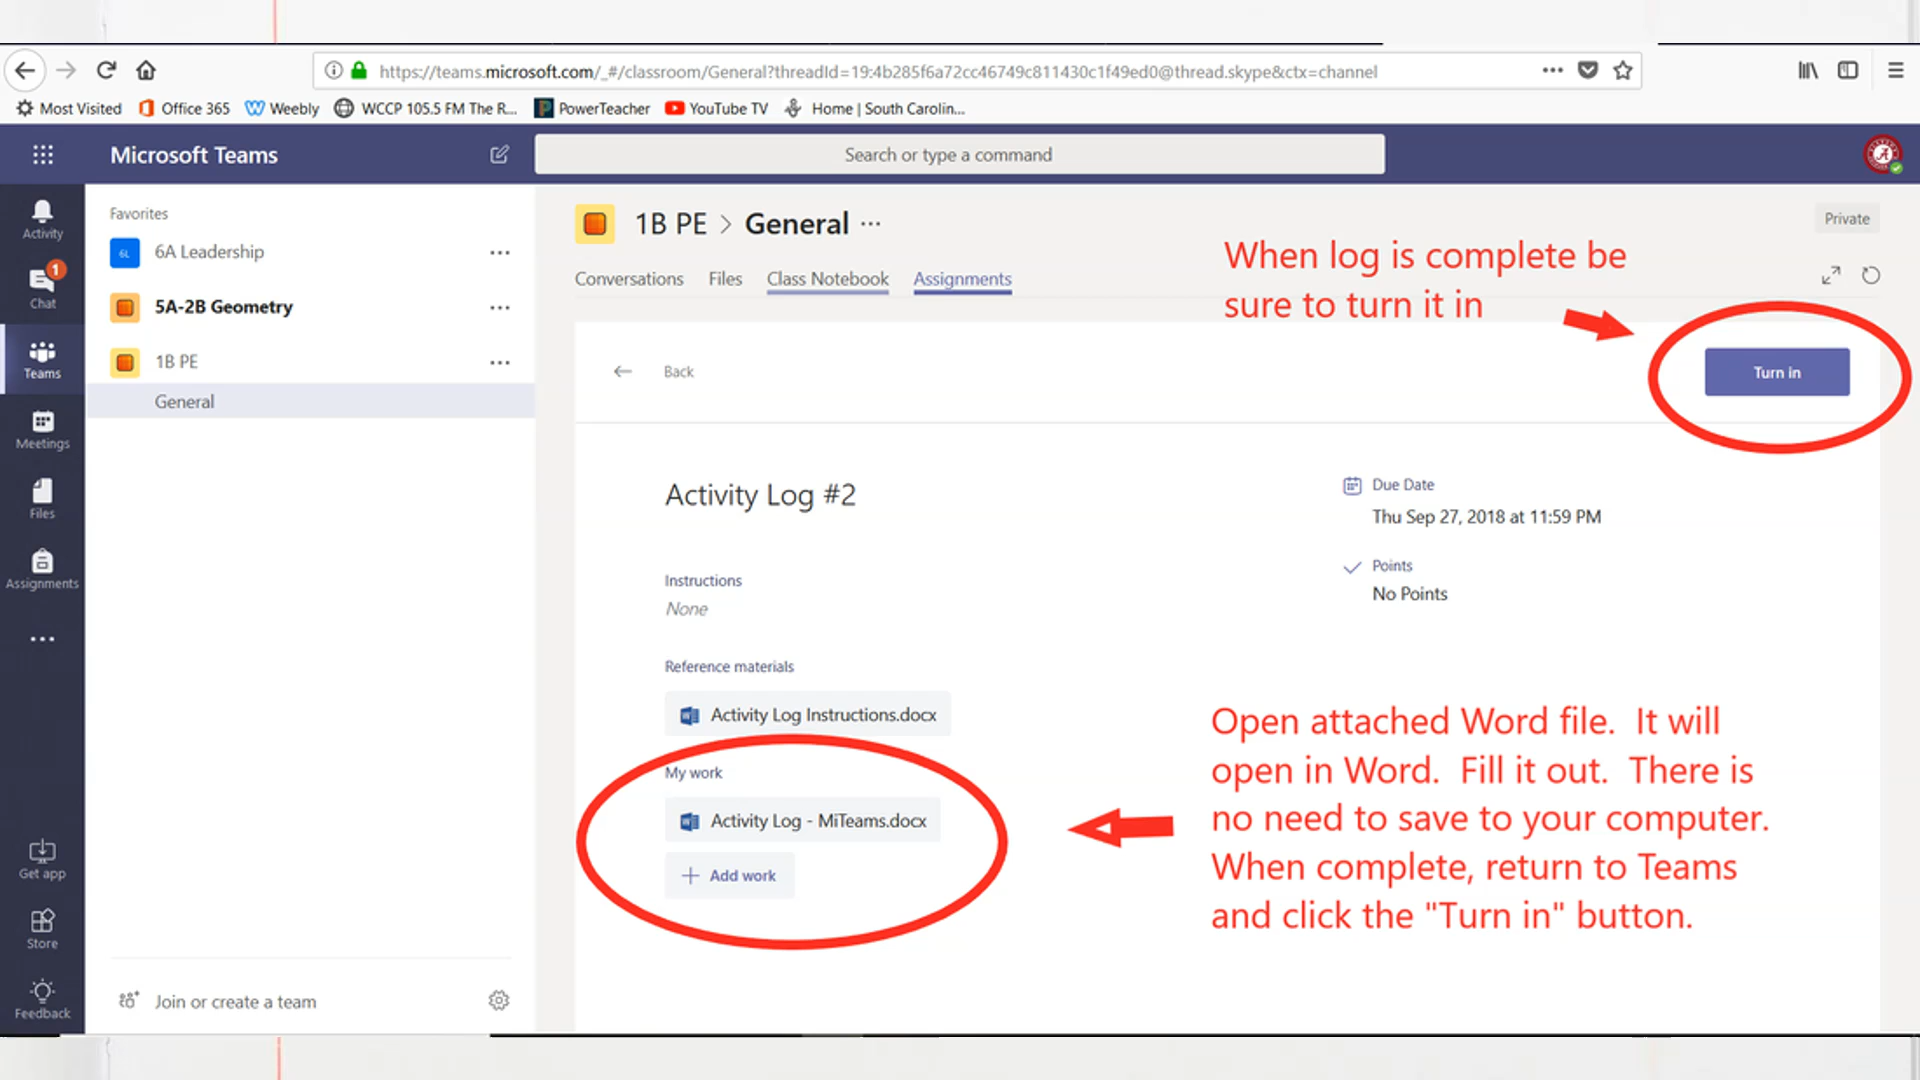 https://teams.microsoft.com/_#/classroom/General?threadId=19:4b285f6a72cc46749c811430c1f49ed0@thread.skype&ctx=channel
Most Visited
Office 365
Weebly
WCCP 105.5 FM The R...
PowerTeacher
YouTube TV
Home | South Carolin...
Microsoft Teams
Search or type a command
Activity
1
Chat
Teams
Meetings
Files
Assignments
Get app
Store
Feedback
Favorites
6L
6A Leadership
5A-2B Geometry
1B PE
General
Join or create a team
1B PE > General
Private
Conversations
Files
Class Notebook
Assignments
When log is complete be
sure to turn it in
Back
Turn in
Activity Log #2
Due Date
Thu Sep 27, 2018 at 11:59 PM
Instructions
None
Points
No Points
Reference materials
Activity Log Instructions.docx
My work
Activity Log - MiTeams.docx
+ Add work
Open attached Word file. It will
open in Word. Fill it out. There is
no need to save to your computer.
When complete, return to Teams
and click the "Turn in" button.